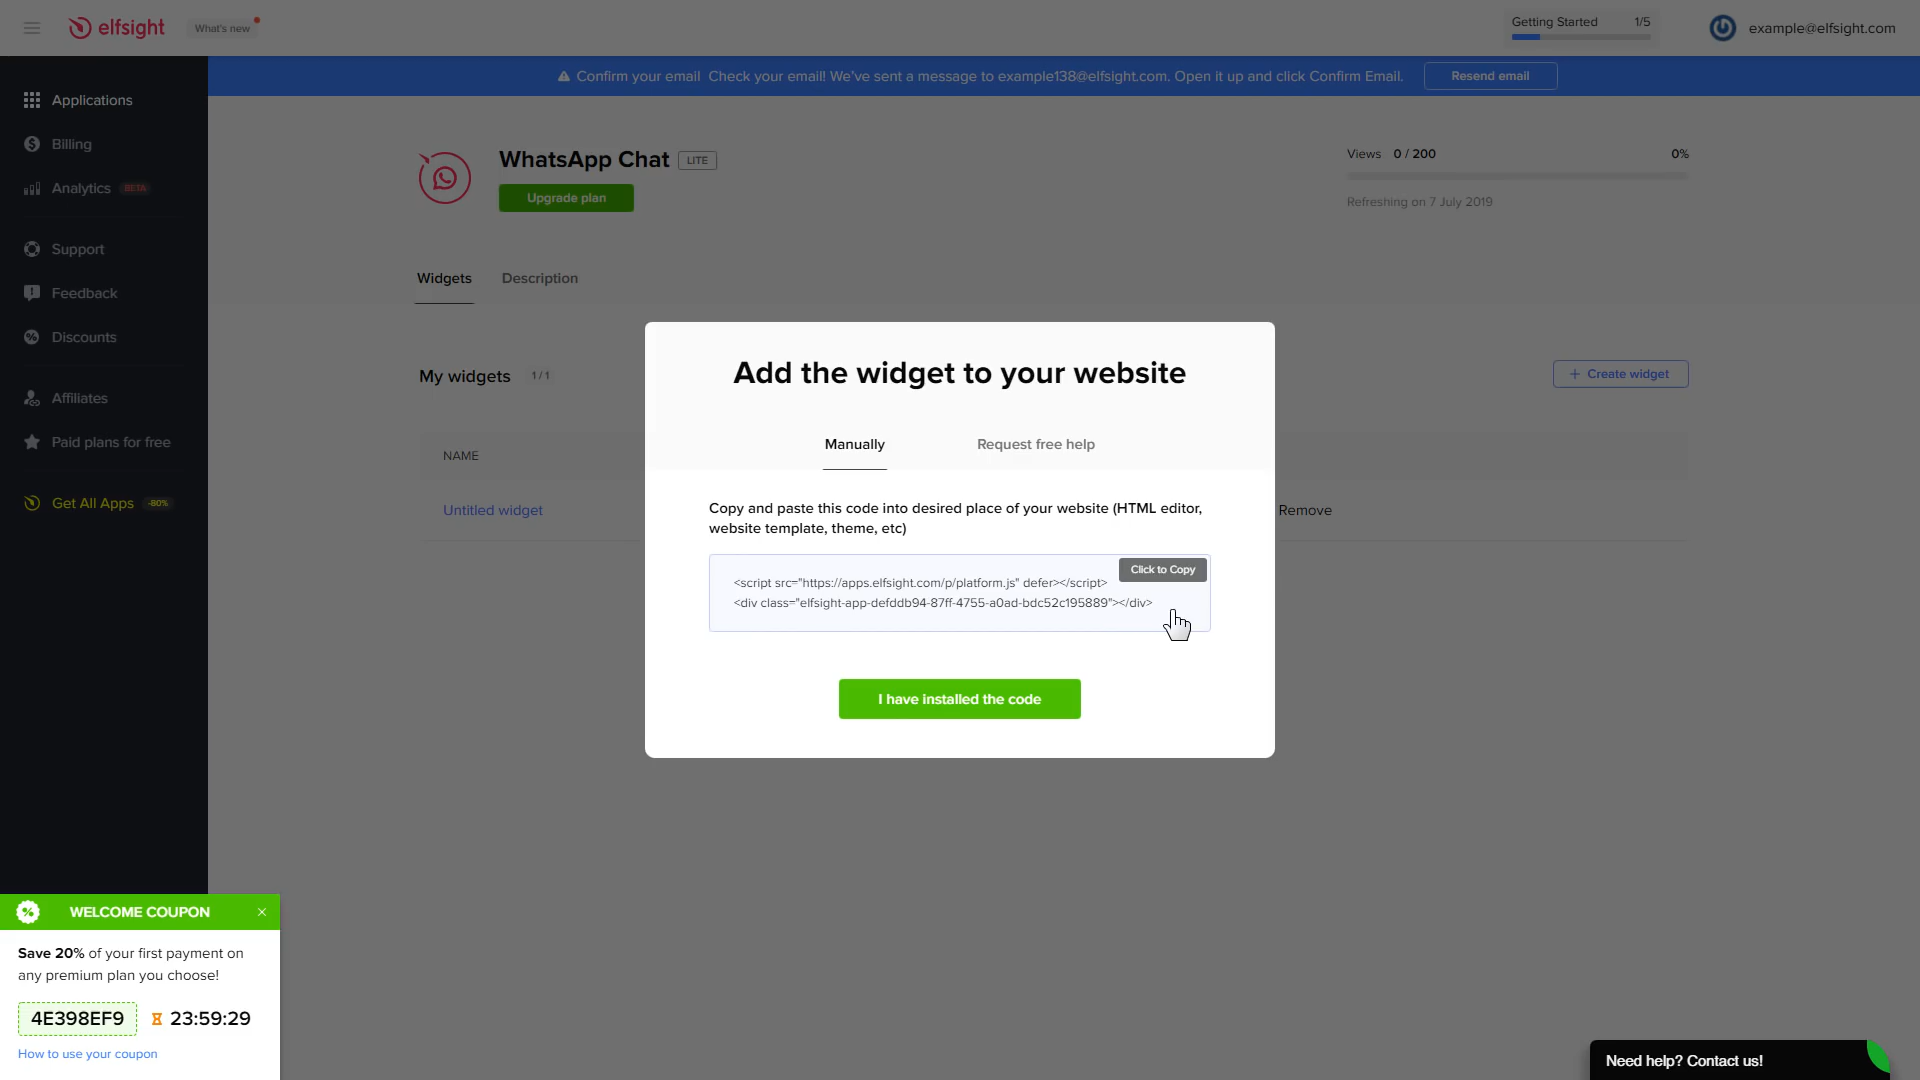 elfsight
What's new
Getting Started 1/5
example@elfsight.com
Confirm your email Check your email! We've sent a message to example138@elfsight.com. Open it up and click Confirm Email.
Resend email
Applications
Billing
Analytics BETA
Support
Feedback
Discounts
Affiliates
Paid plans for free
Get All Apps -80%
WhatsApp Chat LITE
Upgrade plan
Views 0 / 200 0%
Refreshing on 7 July 2019
Widgets Description
My widgets 1 / 1
+ Create widget
NAME
Untitled widget
Remove
Add the widget to your website
Manually Request free help
Copy and paste this code into desired place of your website (HTML editor,
website template, theme, etc)
Click to Copy
<script src="https://apps.elfsight.com/p/platform.js" defer></script>
<div class="elfsight-app-defddb94-87ff-4755-a0ad-bdc52c195889"></div>
I have installed the code
WELCOME COUPON
Save 20% of your first payment on
any premium plan you choose!
4E398EF9 23:59:29
How to use your coupon
Need help? Contact us!